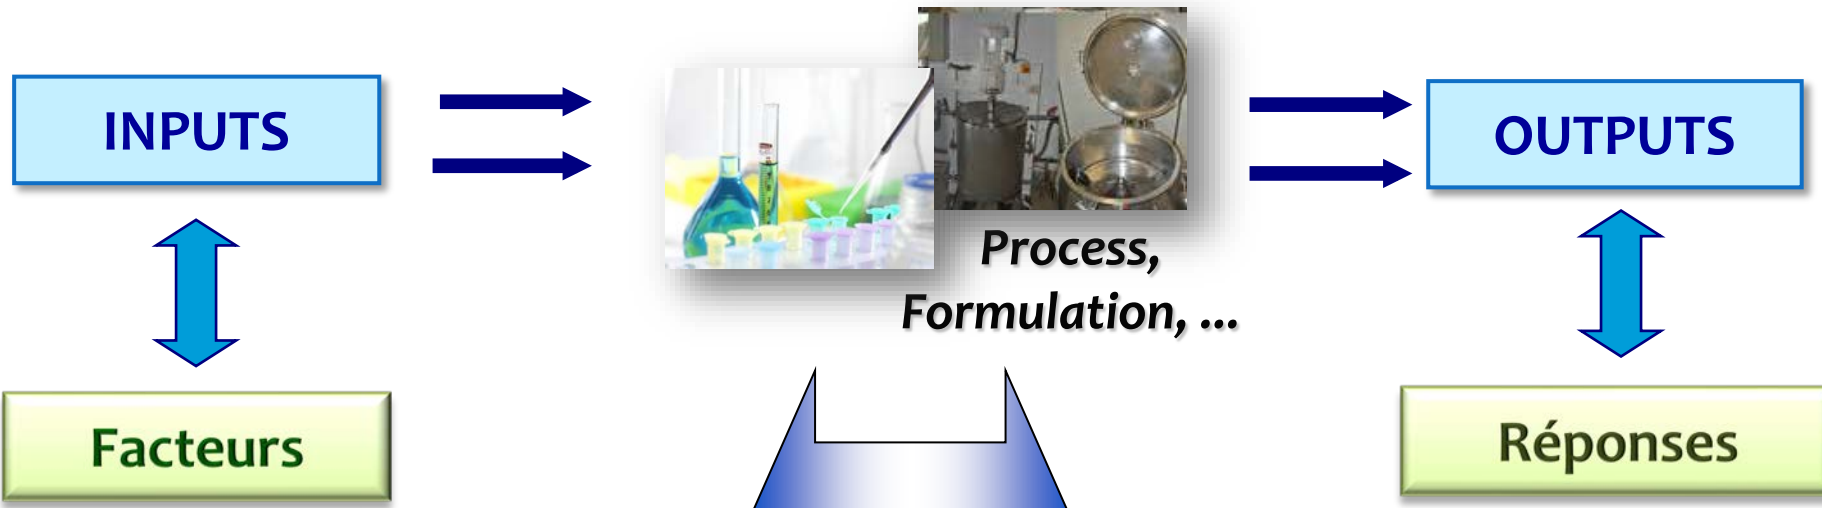 INPUTS
OUTPUTS
Process,
Formulation, ...
Facteurs
Réponses